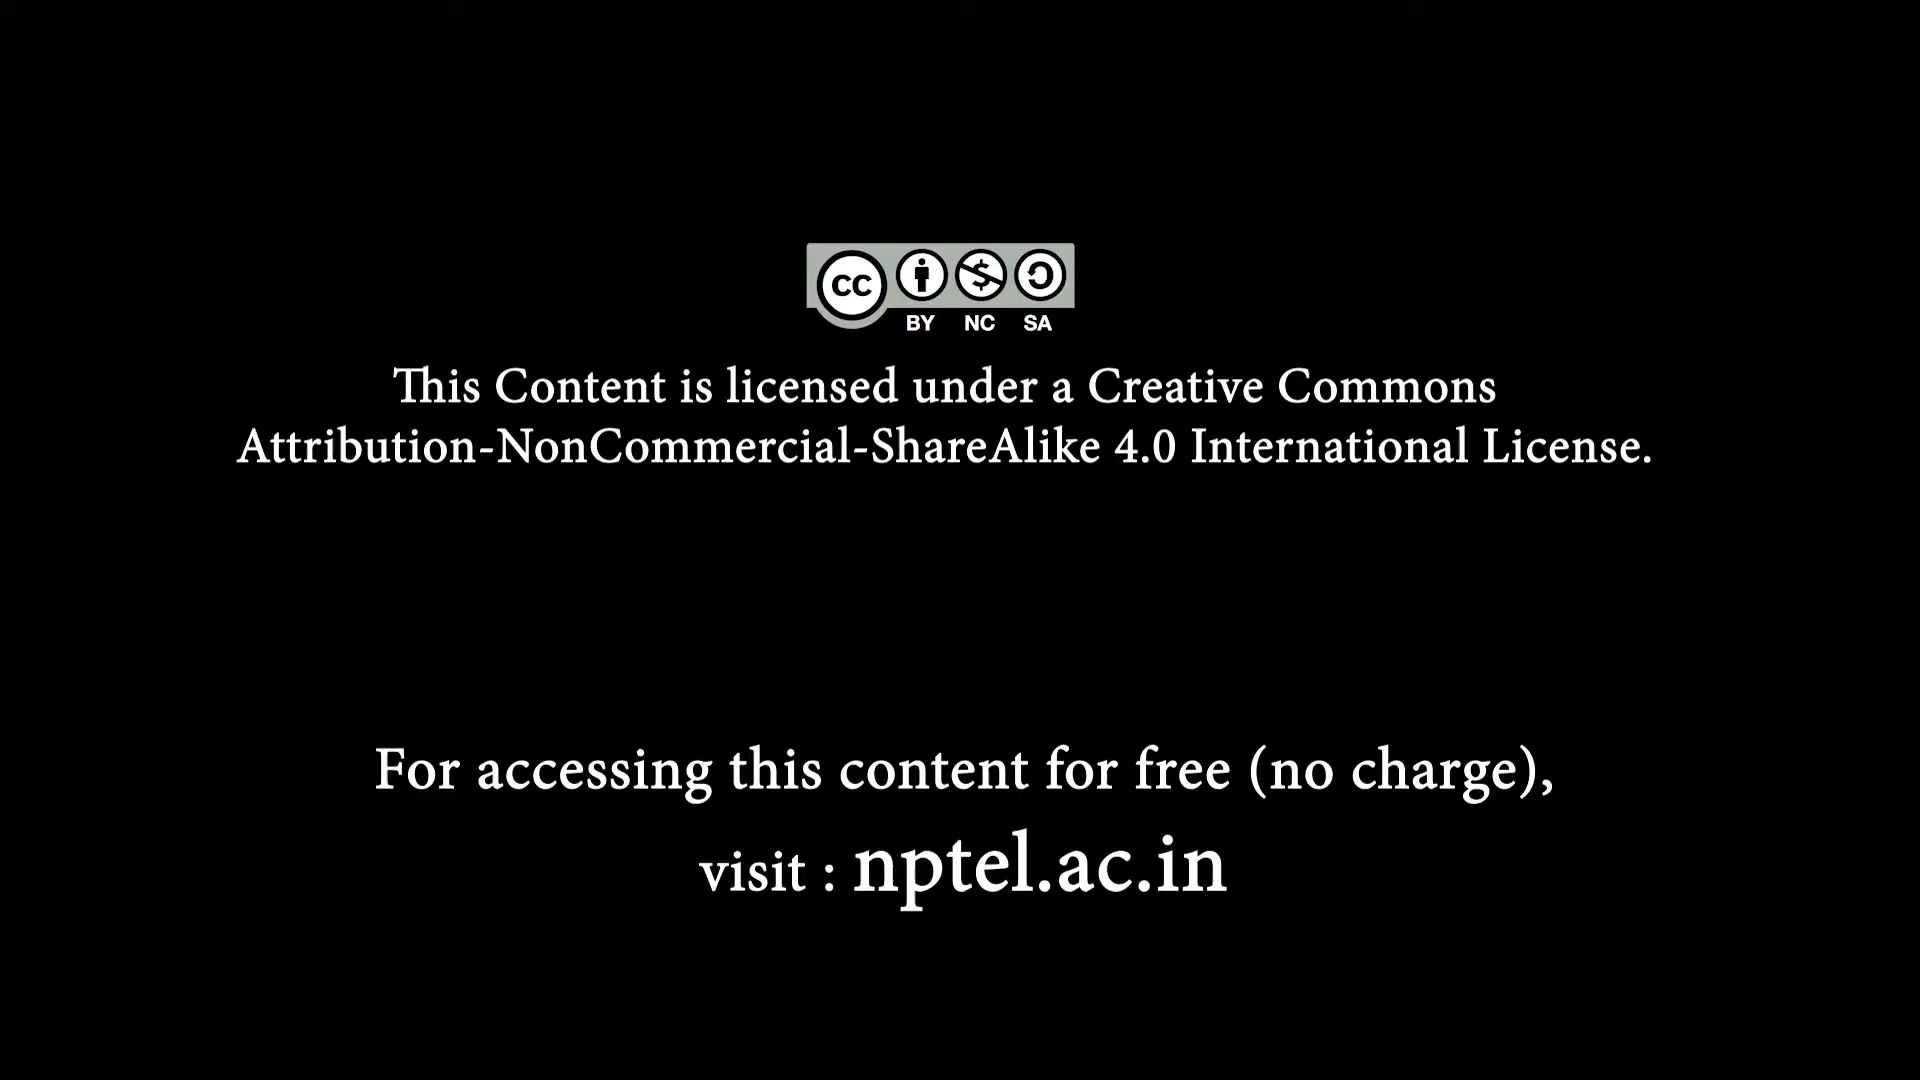 cc
BY NC SA
This Content is licensed under a Creative Commons
Attribution-NonCommercial-ShareAlike 4.0 International License.
For accessing this content for free (no charge),
visit : nptel.ac.in